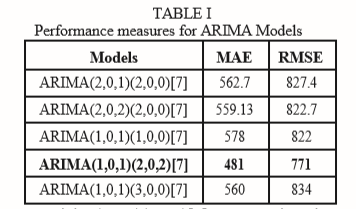 TABLE I
Performance measures for ARIMA Models
Models MAE RMSE
ARIMA(2,0,1)(2,0,0)[7] 562.7 827.4
ARIMA(2,0,2)(2,0,0)[7] 559.13 822.7
ARIMA(1,0,1)(1,0,0)[7] 578 822
ARIMA(1,0,1)(2,0,2)[7] 481 771
ARIMA(1,0,1)(3,0,0)[7] 560 834